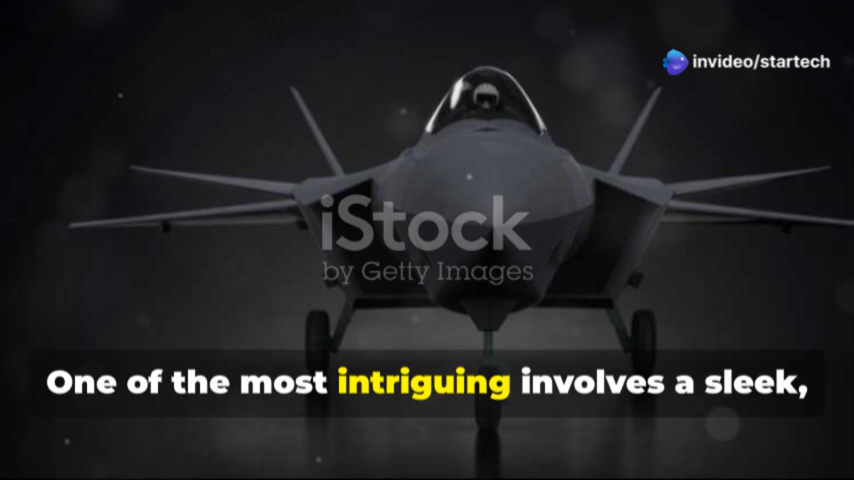 invideo/startech
iStock
by Getty Images
One of the most intriguing involves a sleek,